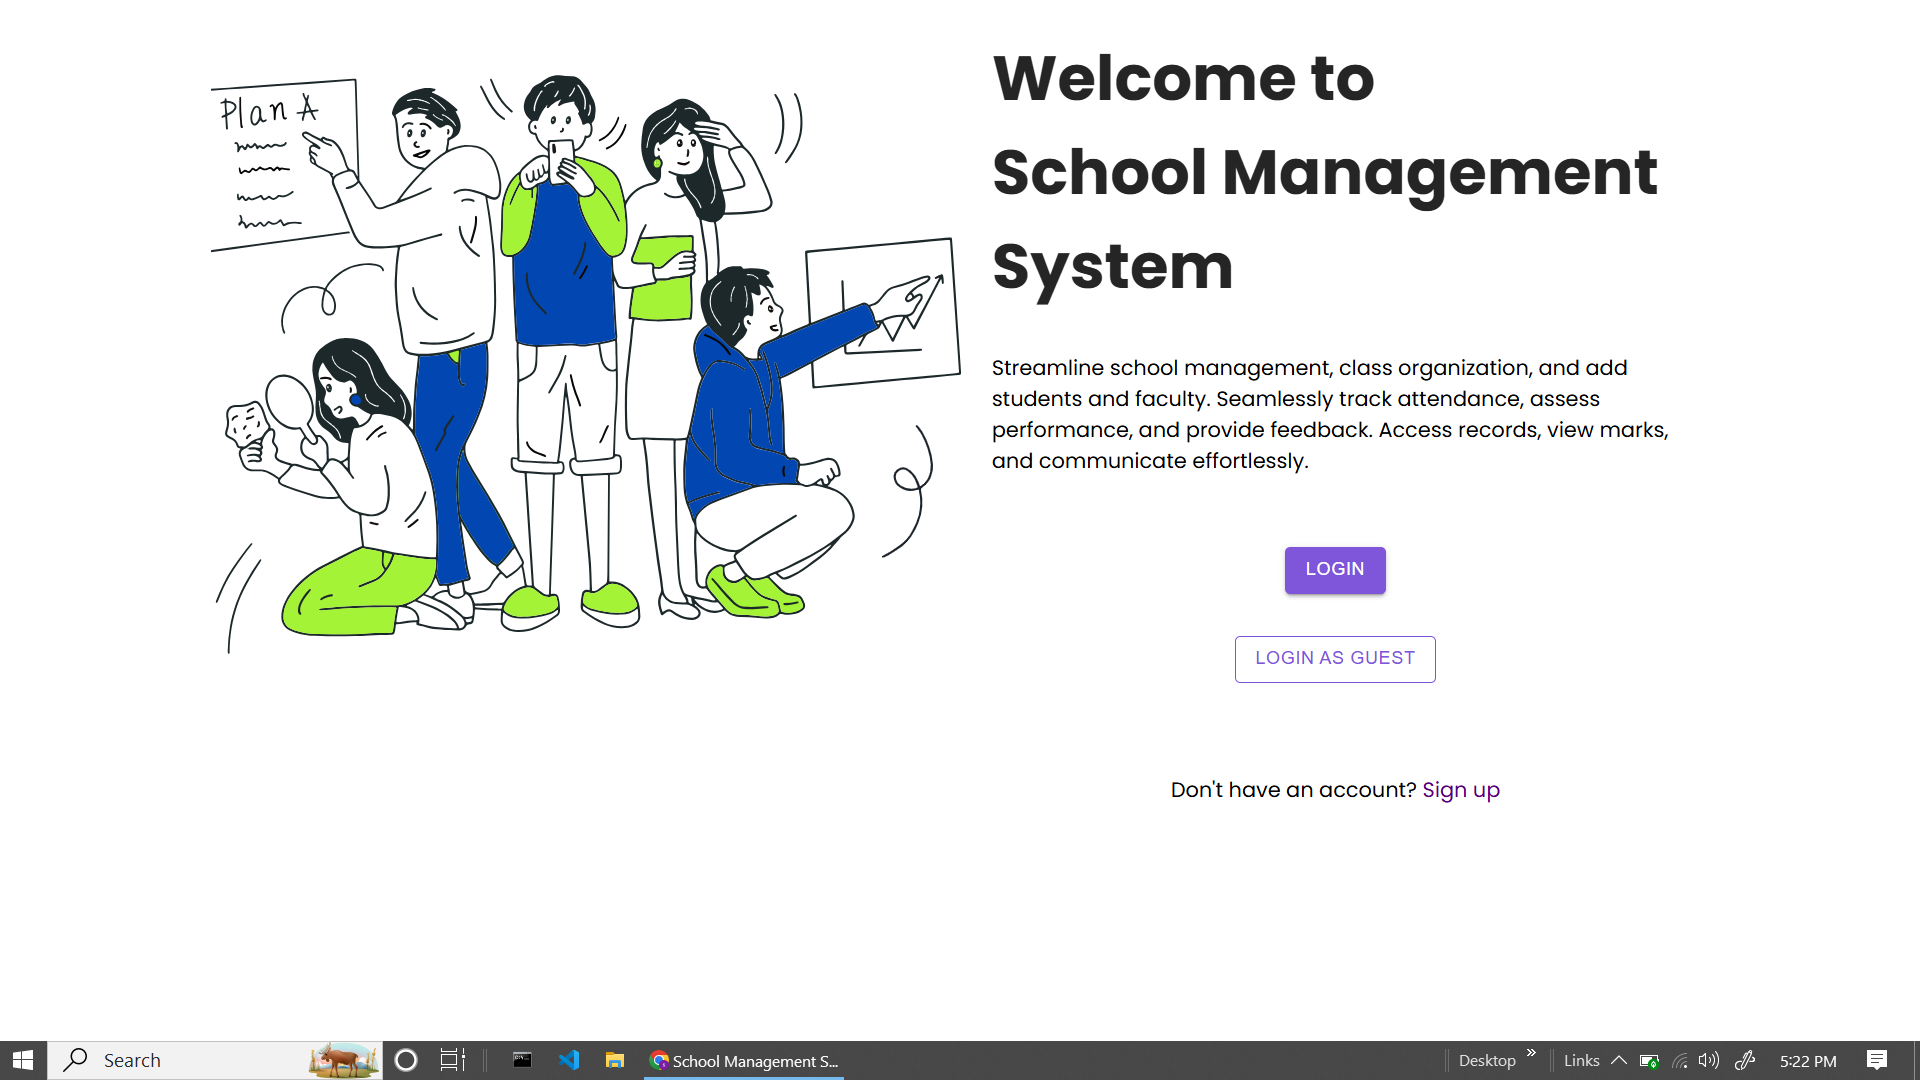 Plan A
Welcome to
School Management
System
Streamline school management, class organization, and add
students and faculty. Seamlessly track attendance, assess
performance, and provide feedback. Access records, view marks,
and communicate effortlessly.
LOGIN
LOGIN AS GUEST
Don't have an account? Sign up
Search
School Management S...
Desktop
Links
5:22 PM